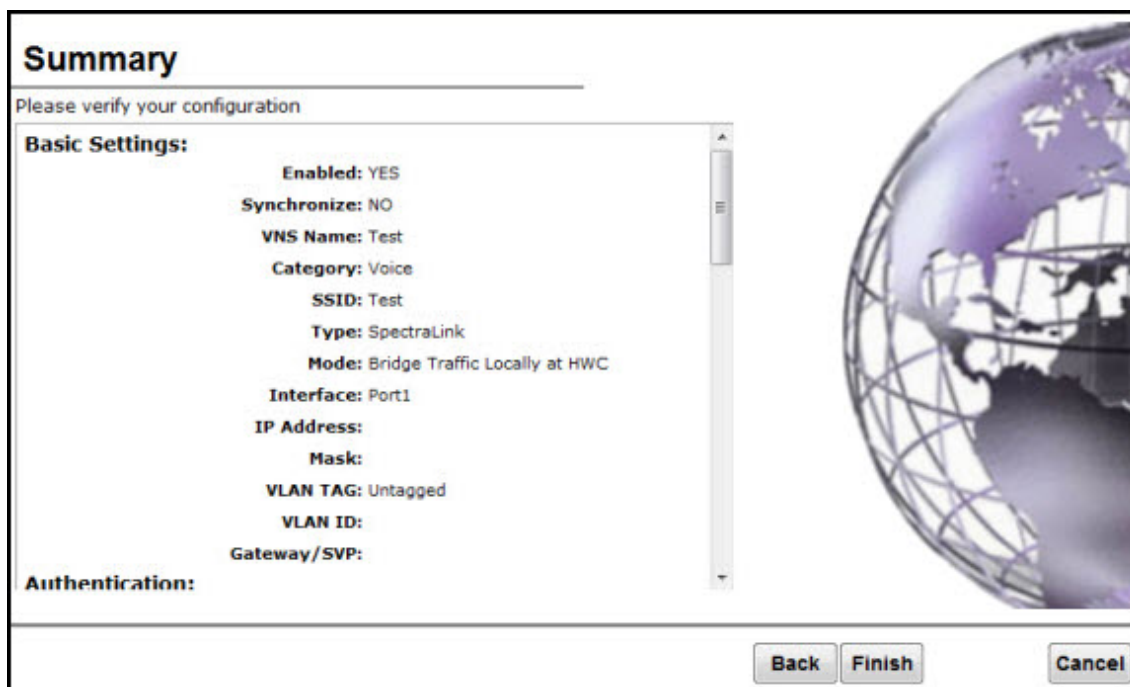 Summary
Please verify your configuration
Basic Settings:
Enabled: YES
Synchronize: NO
VNS Name: Test
Category: Voice
SSID: Test
Type: SpectraLink
Mode: Bridge Traffic Locally at HWC
Interface: Port1
IP Address:
Mask:
VLAN TAG: Untagged
VLAN ID:
Gateway/SVP:
Authentication:
Back Finish Cancel